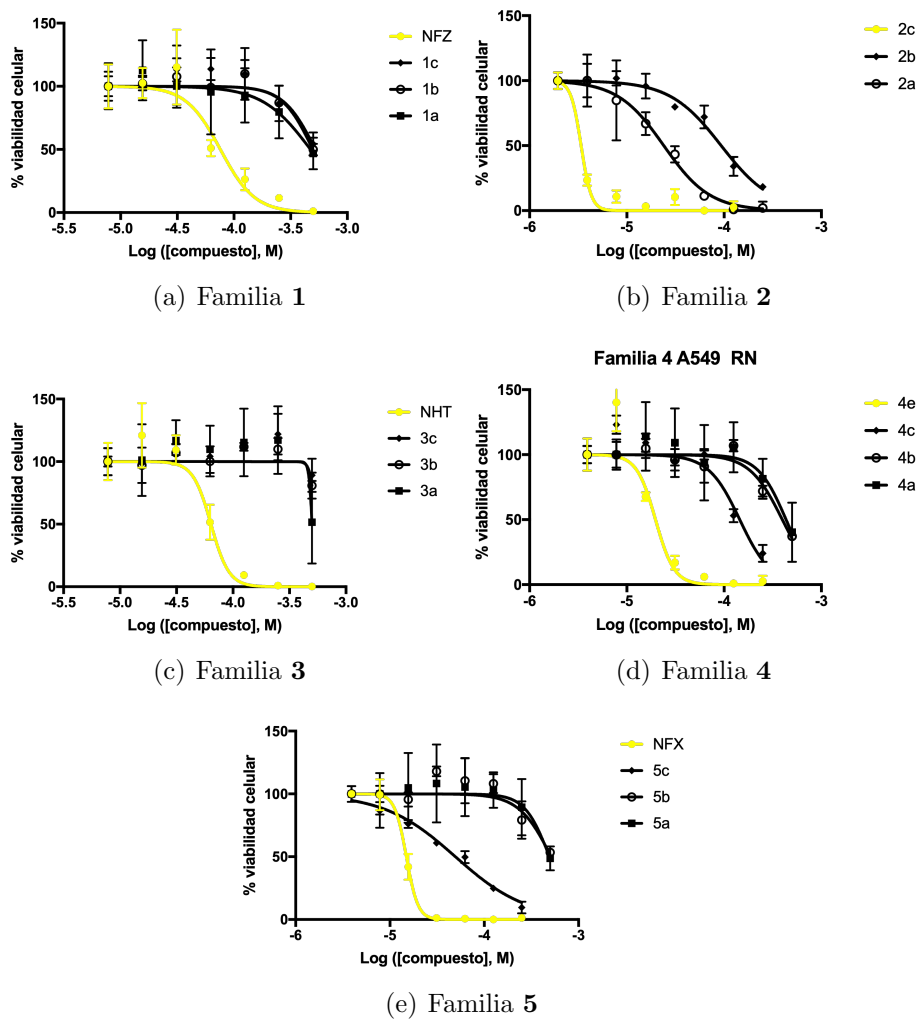 150
100
50
0
% viabilidad celular
-5.5
-5.0
-4.5
-4.0
-3.5
-3.0
Log ([compuesto], M)
NFZ
1c
1b
1a
(a) Familia 1
150
100
50
0
% viabilidad celular
-6
-5
-4
-3
Log ([compuesto], M)
2c
2b
2a
(b) Familia 2
150
100
50
0
% viabilidad celular
-5.5
-5.0
-4.5
-4.0
-3.5
-3.0
Log ([compuesto], M)
NHT
3c
3b
3a
(c) Familia 3
Familia 4 A549 RN
150
100
50
0
% viabilidad celular
-6
-5
-4
-3
Log ([compuesto], M)
4e
4c
4b
4a
(d) Familia 4
150
100
50
0
% viabilidad celular
-6
-5
-4
-3
Log ([compuesto], M)
NFX
5c
5b
5a
(e) Familia 5